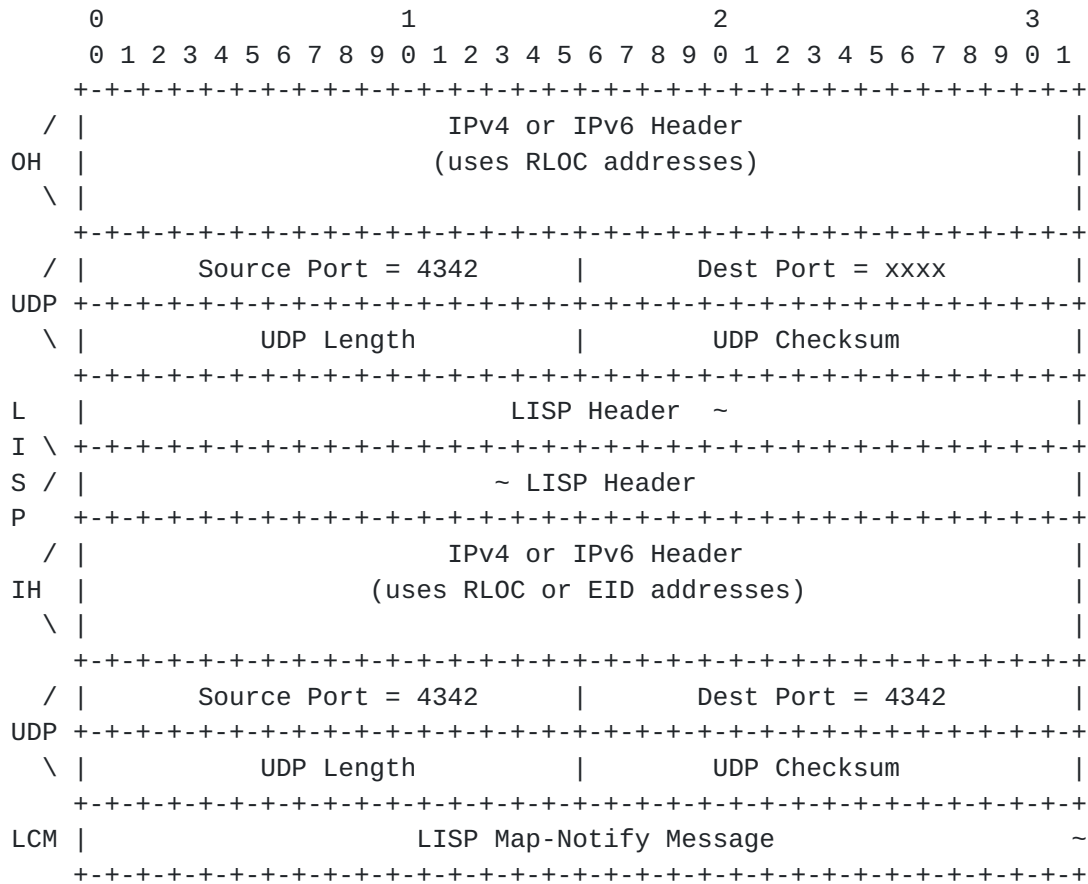 0                   1                   2                   3
       0 1 2 3 4 5 6 7 8 9 0 1 2 3 4 5 6 7 8 9 0 1 2 3 4 5 6 7 8 9 0 1
      +-+-+-+-+-+-+-+-+-+-+-+-+-+-+-+-+-+-+-+-+-+-+-+-+-+-+-+-+-+-+-+-+
    / |                       IPv4 or IPv6 Header                     |
 OH   |                      (uses RLOC addresses)                    |
    \ |                                                               |
      +-+-+-+-+-+-+-+-+-+-+-+-+-+-+-+-+-+-+-+-+-+-+-+-+-+-+-+-+-+-+-+-+
    / |       Source Port = 4342      |       Dest Port = xxxx        |
 UDP  +-+-+-+-+-+-+-+-+-+-+-+-+-+-+-+-+-+-+-+-+-+-+-+-+-+-+-+-+-+-+-+-+
    \ |           UDP Length          |        UDP Checksum           |
      +-+-+-+-+-+-+-+-+-+-+-+-+-+-+-+-+-+-+-+-+-+-+-+-+-+-+-+-+-+-+-+-+
 L    |                           LISP Header  ~                      |
 I  \ +-+-+-+-+-+-+-+-+-+-+-+-+-+-+-+-+-+-+-+-+-+-+-+-+-+-+-+-+-+-+-+-+
 S  / |                          ~ LISP Header                        |
 P    +-+-+-+-+-+-+-+-+-+-+-+-+-+-+-+-+-+-+-+-+-+-+-+-+-+-+-+-+-+-+-+-+
    / |                       IPv4 or IPv6 Header                     |
 IH   |                  (uses RLOC or EID addresses)                 |
    \ |                                                               |
      +-+-+-+-+-+-+-+-+-+-+-+-+-+-+-+-+-+-+-+-+-+-+-+-+-+-+-+-+-+-+-+-+
    / |       Source Port = 4342      |       Dest Port = 4342        |
 UDP  +-+-+-+-+-+-+-+-+-+-+-+-+-+-+-+-+-+-+-+-+-+-+-+-+-+-+-+-+-+-+-+-+
    \ |           UDP Length          |        UDP Checksum           |
      +-+-+-+-+-+-+-+-+-+-+-+-+-+-+-+-+-+-+-+-+-+-+-+-+-+-+-+-+-+-+-+-+
 LCM  |                     LISP Map-Notify Message                   ~
      +-+-+-+-+-+-+-+-+-+-+-+-+-+-+-+-+-+-+-+-+-+-+-+-+-+-+-+-+-+-+-+-+